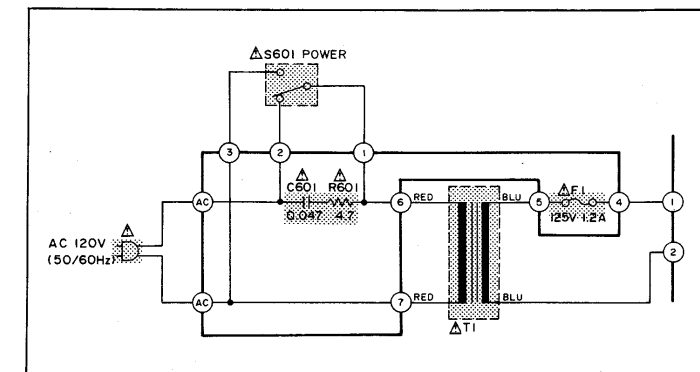 S601 POWER
3
2
1
AC
C601
R601
0.047
4.7
6
RED
BLU
5
F1
125V 1.2A
4
1
AC 120V
(50/60Hz)
2
AC
7
RED
BLU
T1